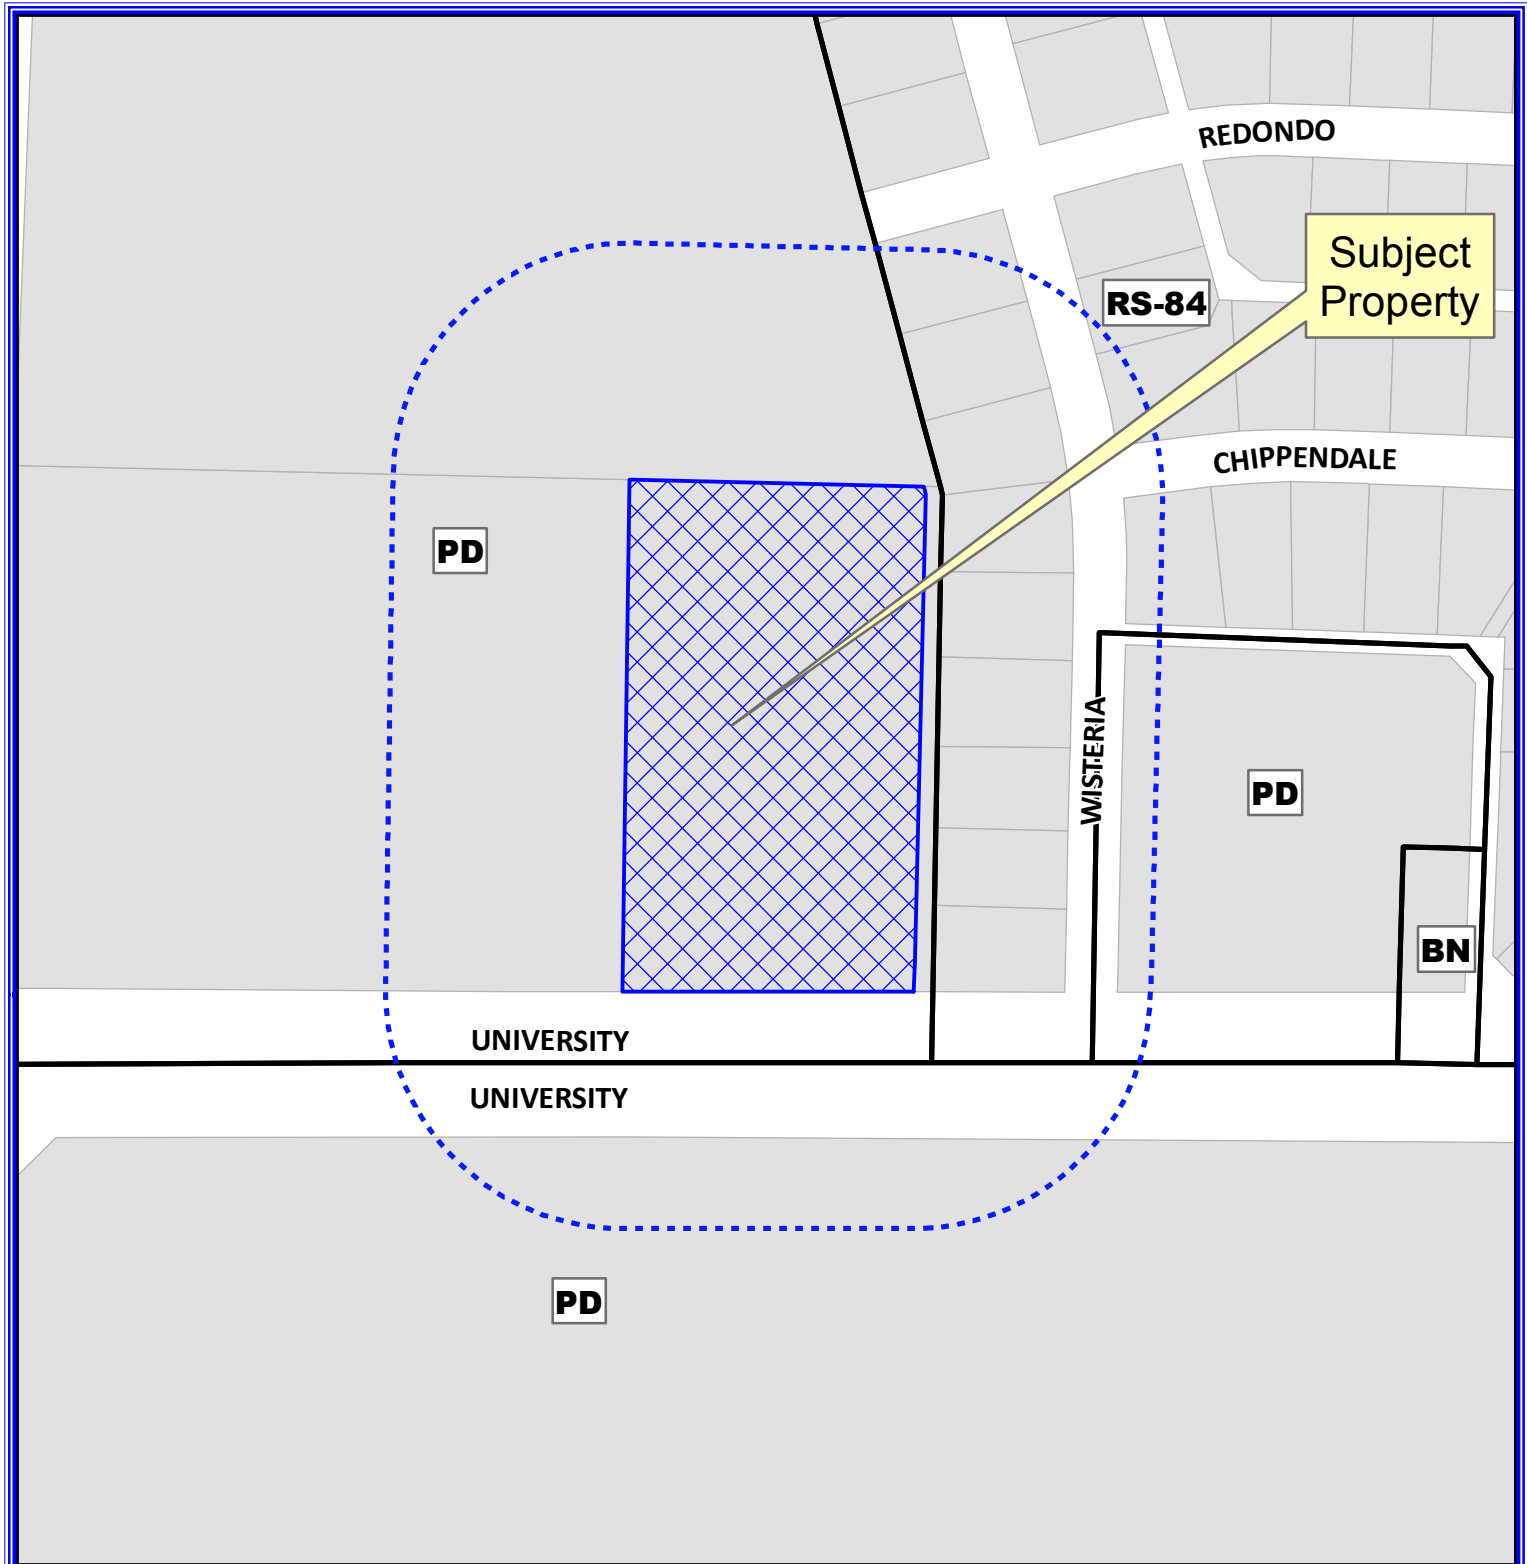 REDONDO
Subject
Property
RS-84
CHIPPENDALE
PD
WISTERIA
PD
BN
UNIVERSITY
UNIVERSITY
PD